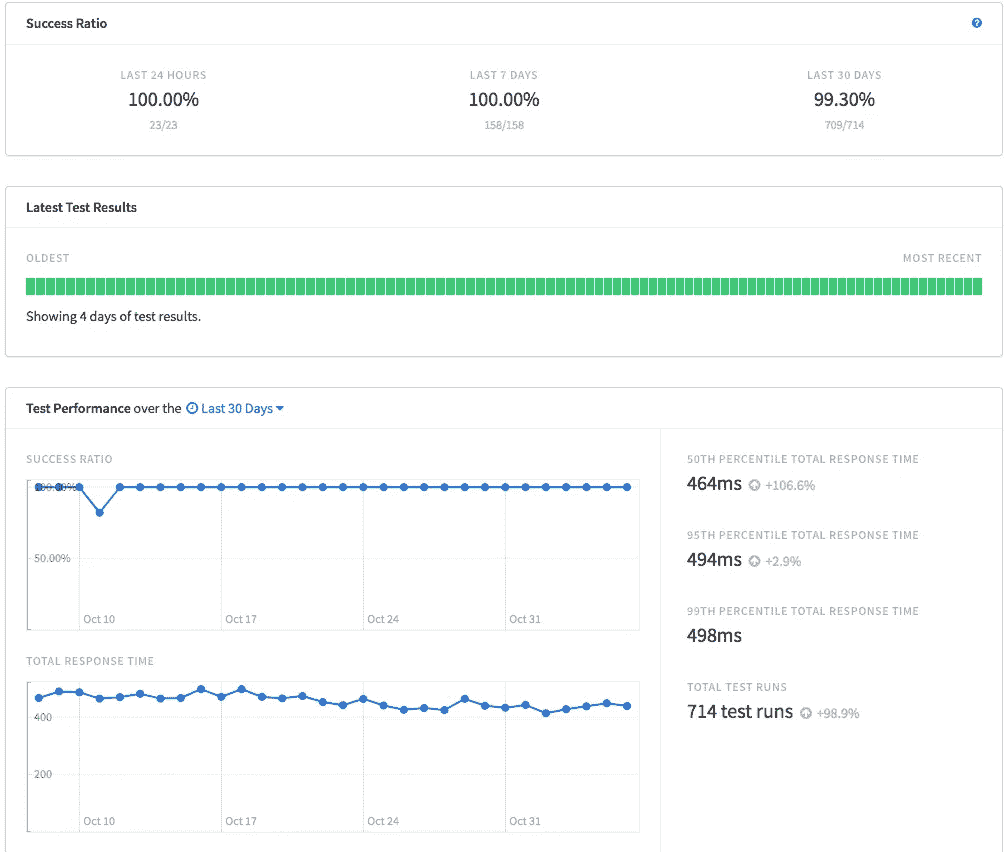 Success Ratio
LAST 24 HOURS
100.00%
23/23
LAST 7 DAYS
100.00%
158/158
LAST 30 DAYS
99.30%
709/714
Latest Test Results
OLDEST
MOST RECENT
Showing 4 days of test results.
Test Performance over the Last 30 Days
SUCCESS RATIO
100.00%
50.00%
Oct 10
Oct 17
Oct 24
Oct 31
TOTAL RESPONSE TIME
400
200
Oct 10
Oct 17
Oct 24
Oct 31
50TH PERCENTILE TOTAL RESPONSE TIME
464ms +106.6%
95TH PERCENTILE TOTAL RESPONSE TIME
494ms +2.9%
99TH PERCENTILE TOTAL RESPONSE TIME
498ms
TOTAL TEST RUNS
714 test runs +98.9%